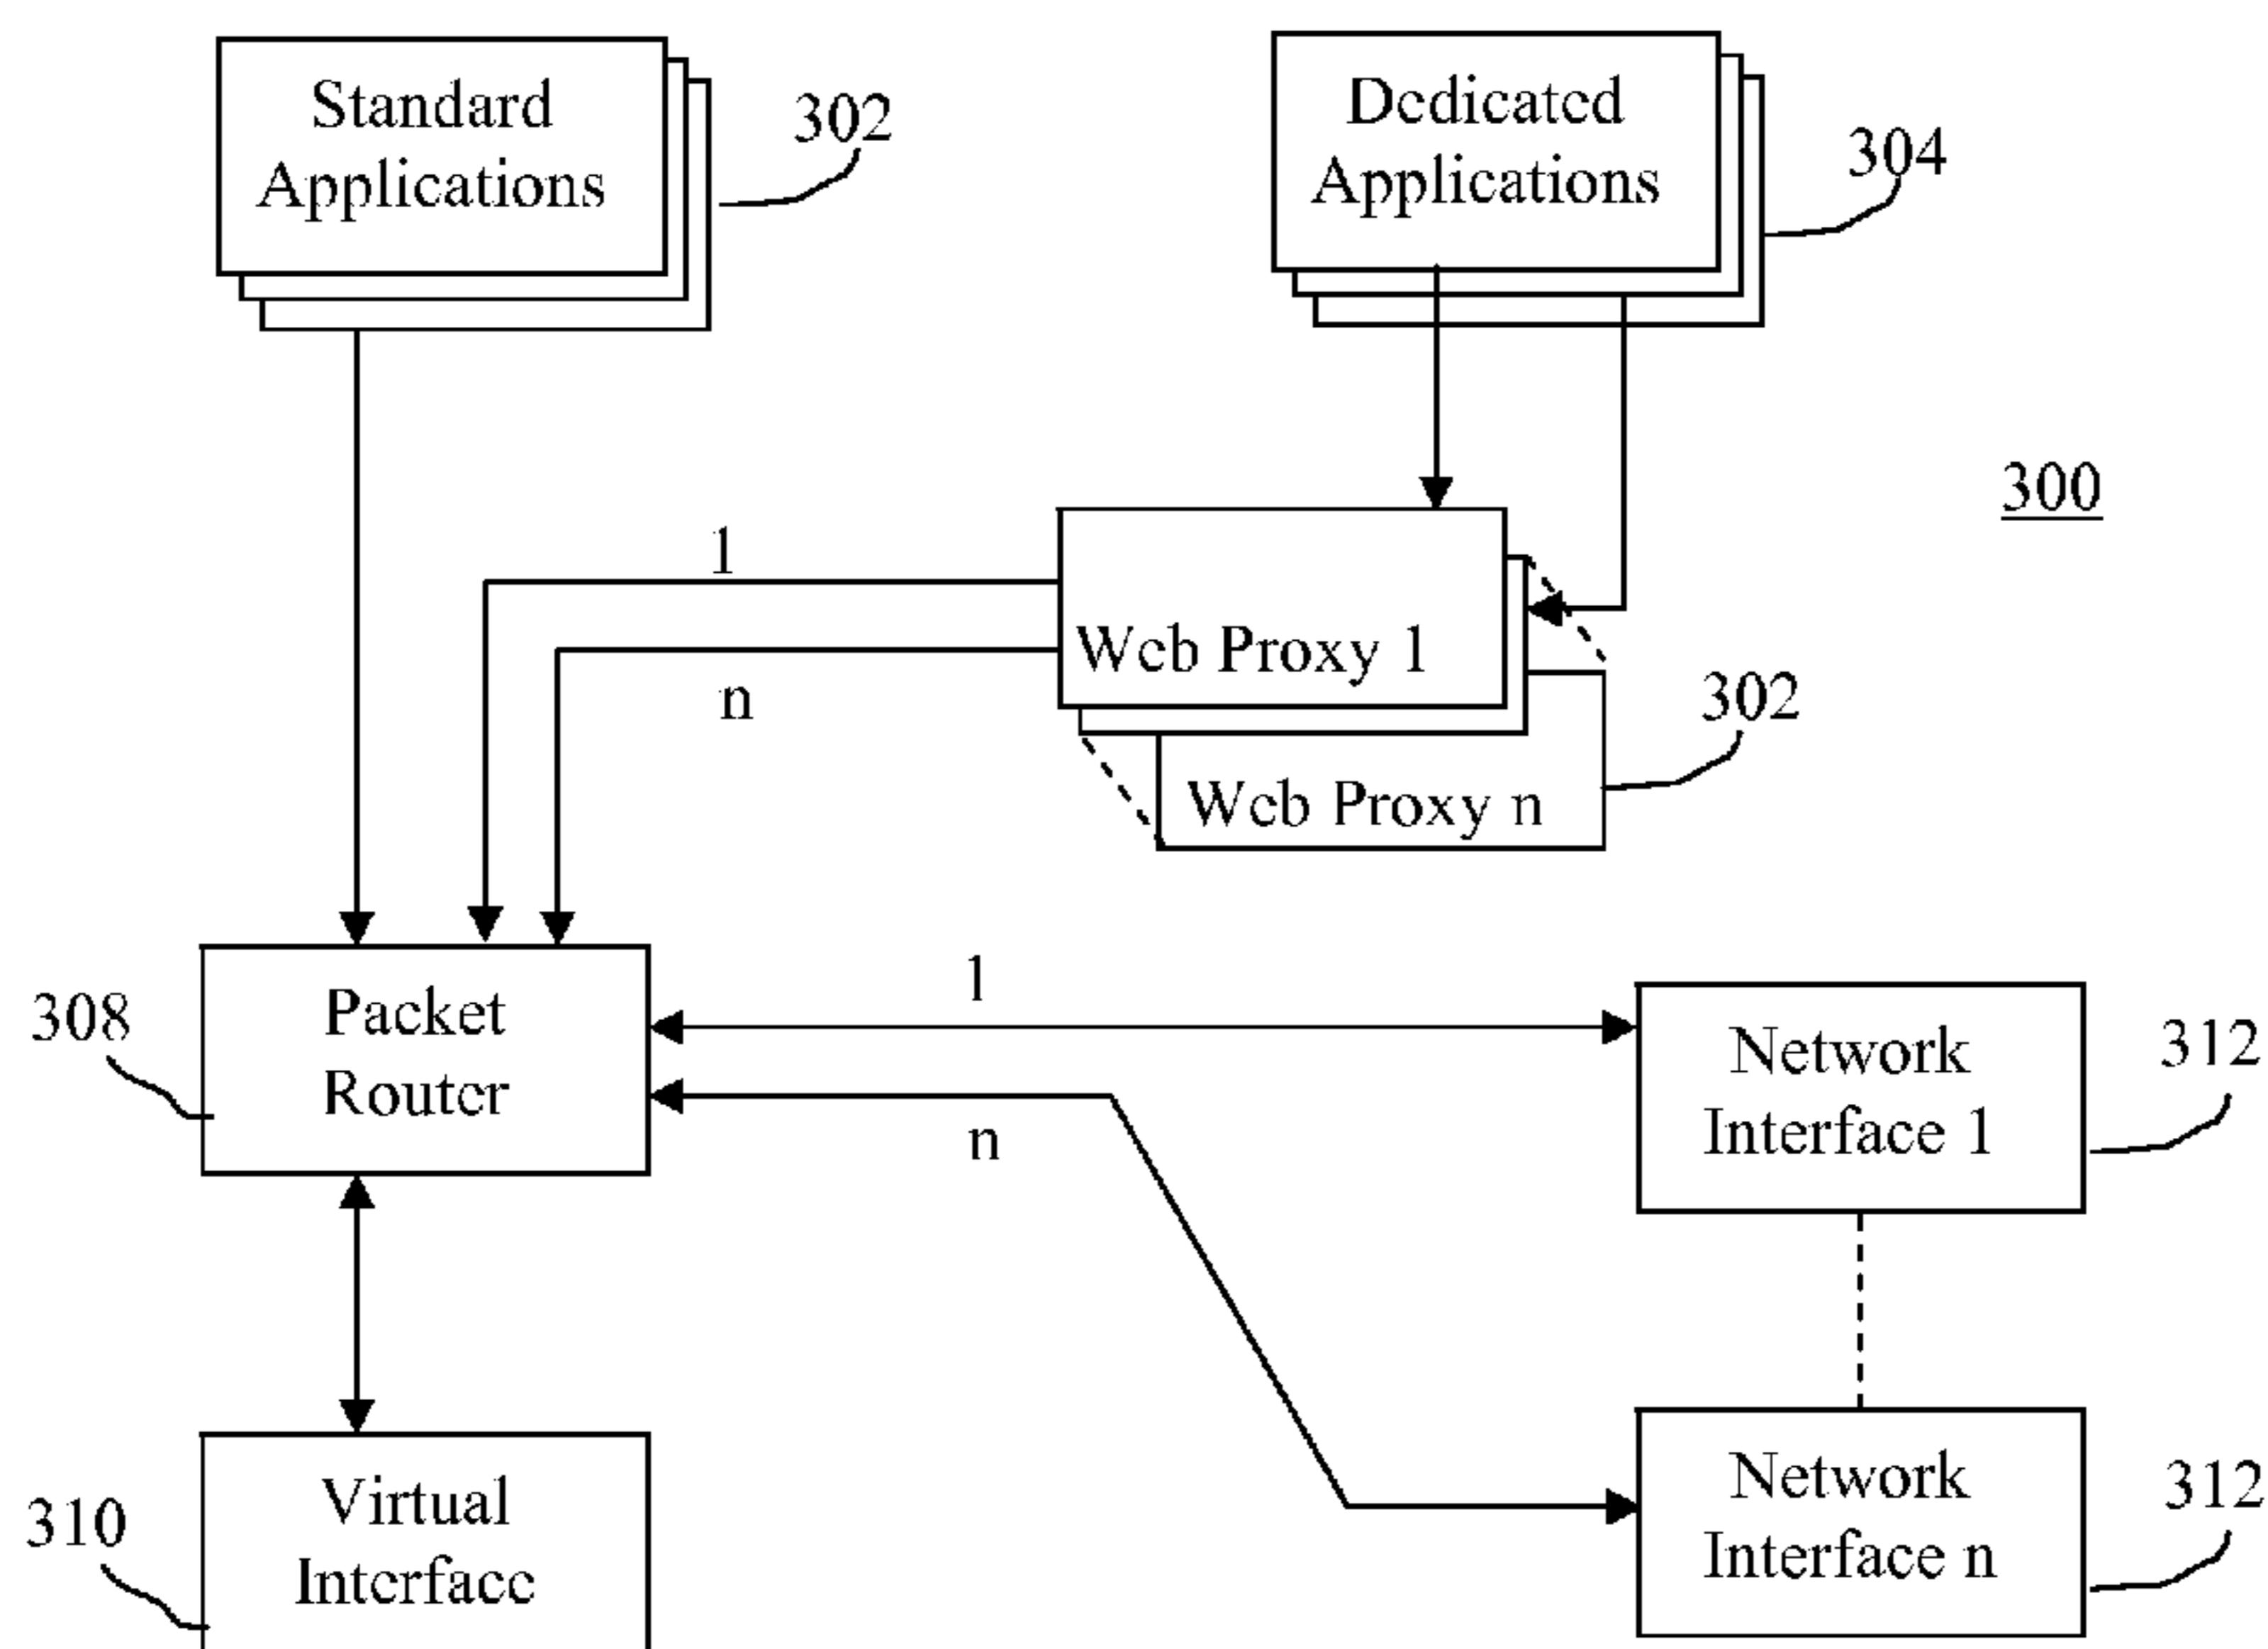 Standard
Applications
302
Dedicated
Applications
304
300
1
n
Web Proxy 1
Web Proxy n
302
308
Packet
Router
1
n
Network
Interface 1
312
310
Virtual
Interface
Network
Interface n
312